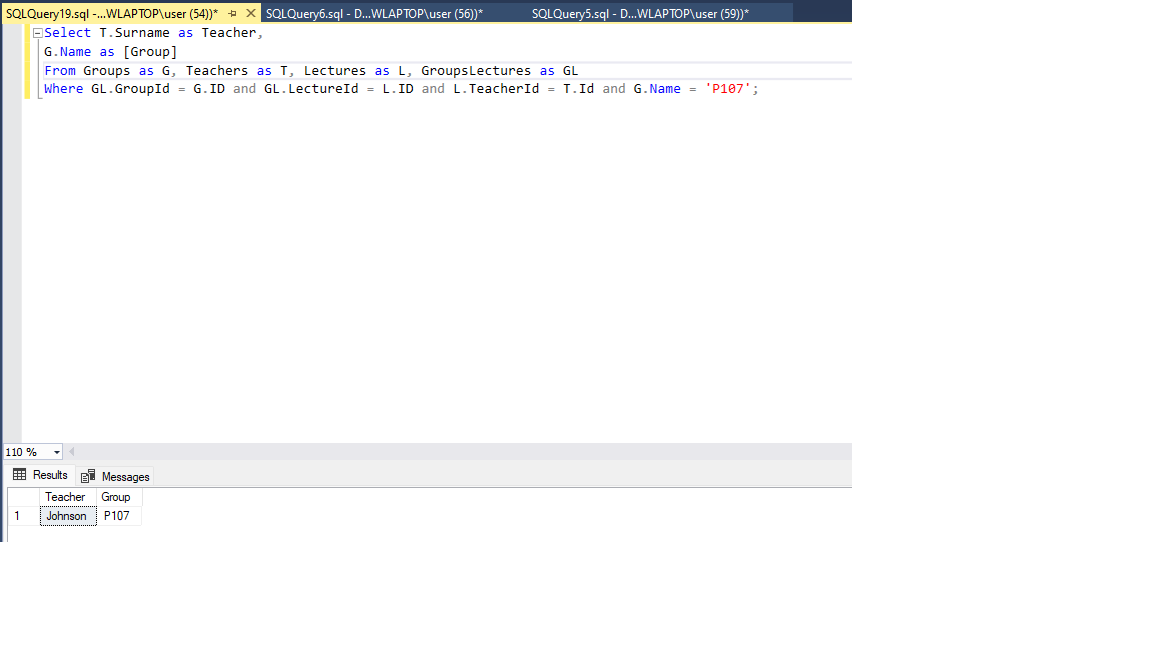 SQLQuery19.sql -...WLAPTOP\user (54))* SQLQuery6.sql - D...WLAPTOP\user (56))* SQLQuery5.sql - D...WLAPTOP\user (59))*
Select T.Surname as Teacher,
G.Name as [Group]
From Groups as G, Teachers as T, Lectures as L, GroupsLectures as GL
Where GL.GroupId = G.ID and GL.LectureId = L.ID and L.TeacherId = T.Id and G.Name = 'P107';
110 %
Results Messages
Teacher Group
1 Johnson P107